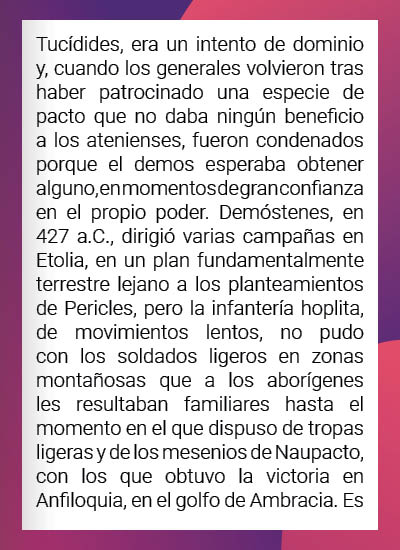 Tucídides, era un intento de dominio
y, cuando los generales volvieron tras
haber patrocinado una especie de
pacto que no daba ningún beneficio
a los atenienses, fueron condenados
porque el demos esperaba obtener
alguno, en momentos de gran confianza
en el propio poder. Demóstenes, en
427 a.C., dirigió varias campañas en
Etolia, en un plan fundamentalmente
terrestre lejano a los planteamientos
de Pericles, pero la infantería hoplita,
de movimientos lentos, no pudo
con los soldados ligeros en zonas
montañosas que a los aborígenes
les resultaban familiares hasta el
momento en el que dispuso de tropas
ligeras y de los mesenios de Naupacto,
con los que obtuvo la victoria en
Anfiloquia, en el golfo de Ambracia. Es